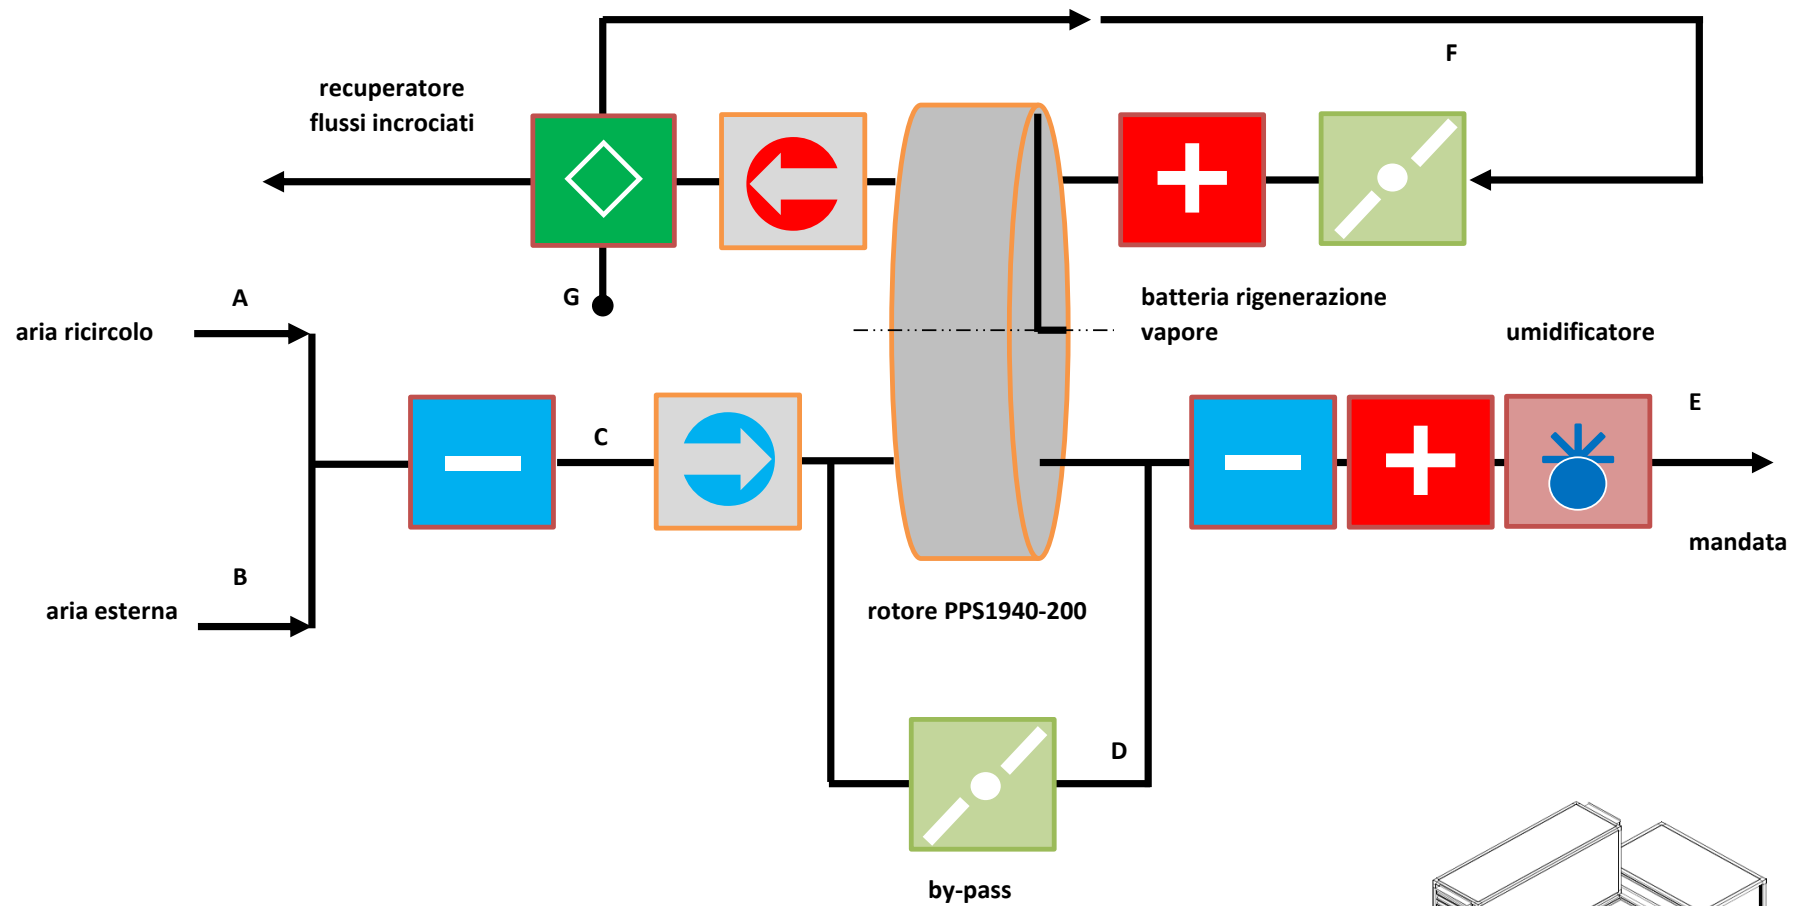 F
recuperatore
flussi incrociati
A
G
batteria rigenerazione
vapore
aria ricircolo
umidificatore
C
E
mandata
B
aria esterna
rotore PPS1940-200
D
by-pass